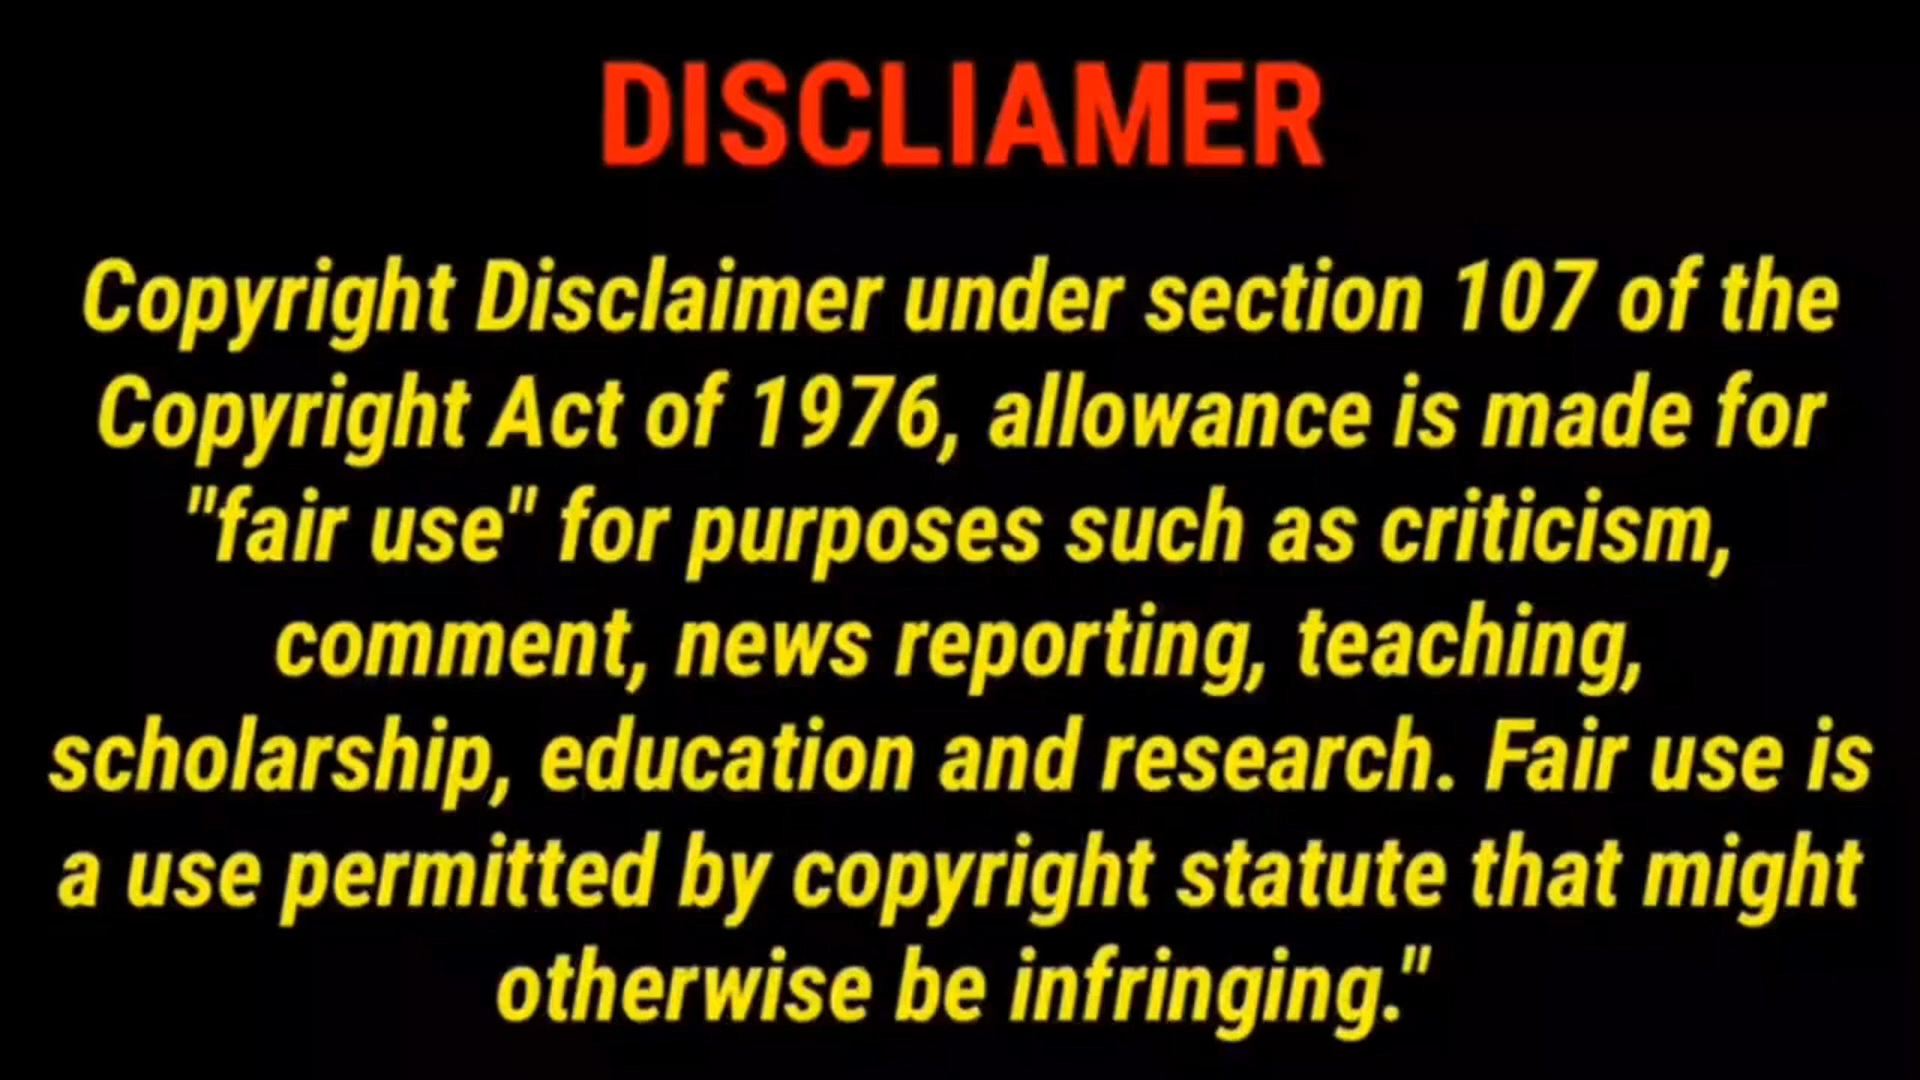 DISCLIAMER
Copyright Disclaimer under section 107 of the
Copyright Act of 1976, allowance is made for
"fair use" for purposes such as criticism,
comment, news reporting, teaching,
scholarship, education and research. Fair use is
a use permitted by copyright statute that might
otherwise be infringing."